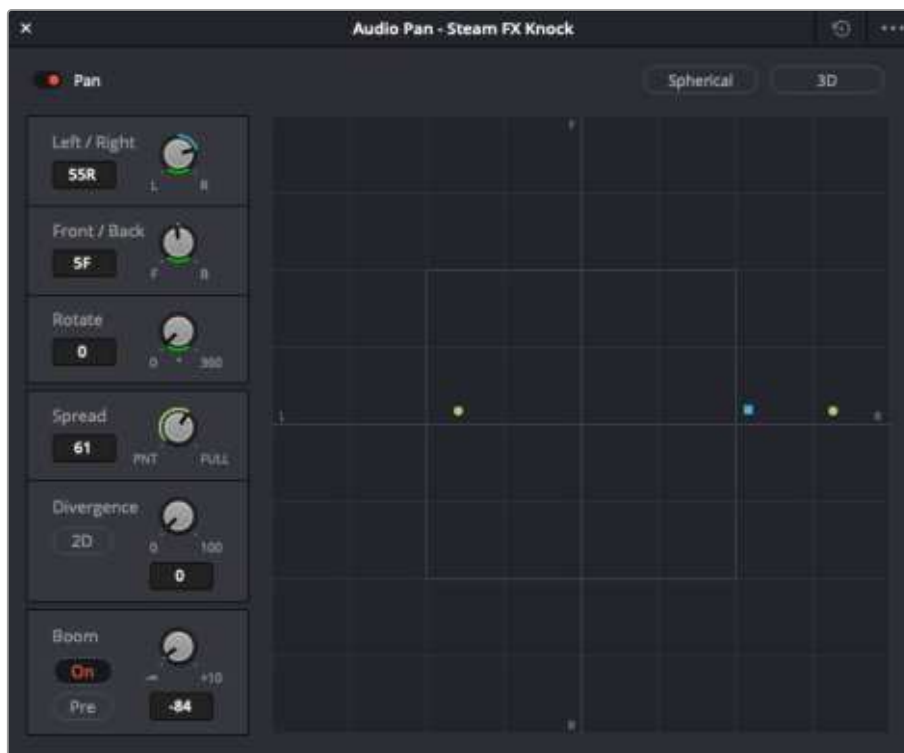 × Audio Pan - Steam FX Knock
Pan Spherical 3D
Left / Right
55R
L R
Front / Back
5F
F B
Rotate
0
0 360
Spread
61
PNT FULL
Divergence
2D
0 100
0
Boom
On
-∞ +10
Pre -84
F
L R
B